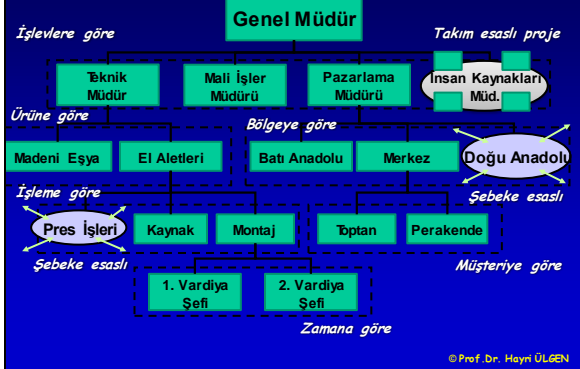 Genel Müdür
İşlevlere göre
Takım esaslı proje
Teknik
Müdür
Mali İşler
Müdürü
Pazarlama
Müdürü
İnsan Kaynakları
Müd.
Ürüne göre
Bölgeye göre
Madeni Eşya
El Aletleri
Batı Anadolu
Merkez
Doğu Anadolu
İşleme göre
Şebeke esaslı
Pres İşleri
Kaynak
Montaj
Toptan
Perakende
Şebeke esaslı
Müşteriye göre
1. Vardiya
Şefi
2. Vardiya
Şefi
Zamana göre
© Prof.Dr. Hayri ÜLGEN